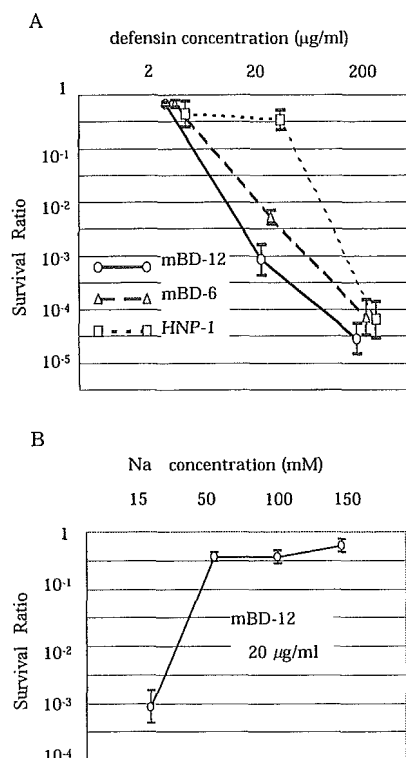 A
defensin concentration (µg/ml)
2 20 200
1
10-1
10-2
10-3
10-4
10-5
Survival Ratio
mBD-12
mBD-6
HNP-1
B
Na concentration (mM)
15 50 100 150
1
10-1
10-2
10-3
10-4
Survival Ratio
mBD-12
20 µg/ml